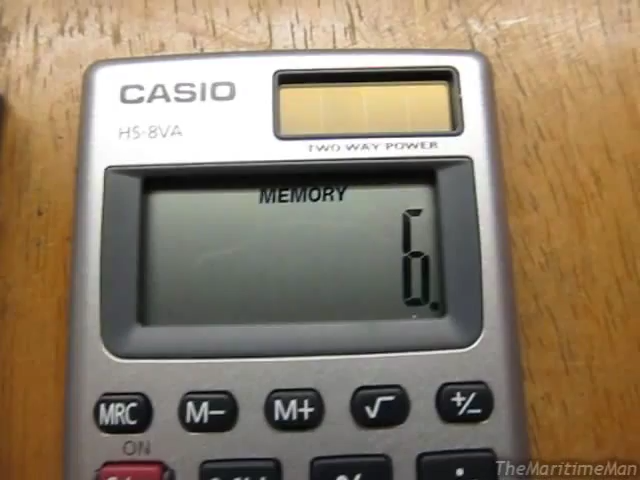 CASIO
HS-8VA
TWO WAY POWER
MEMORY
6.
MRC M− M+ √ +/−
ON
TheMaritimeMan